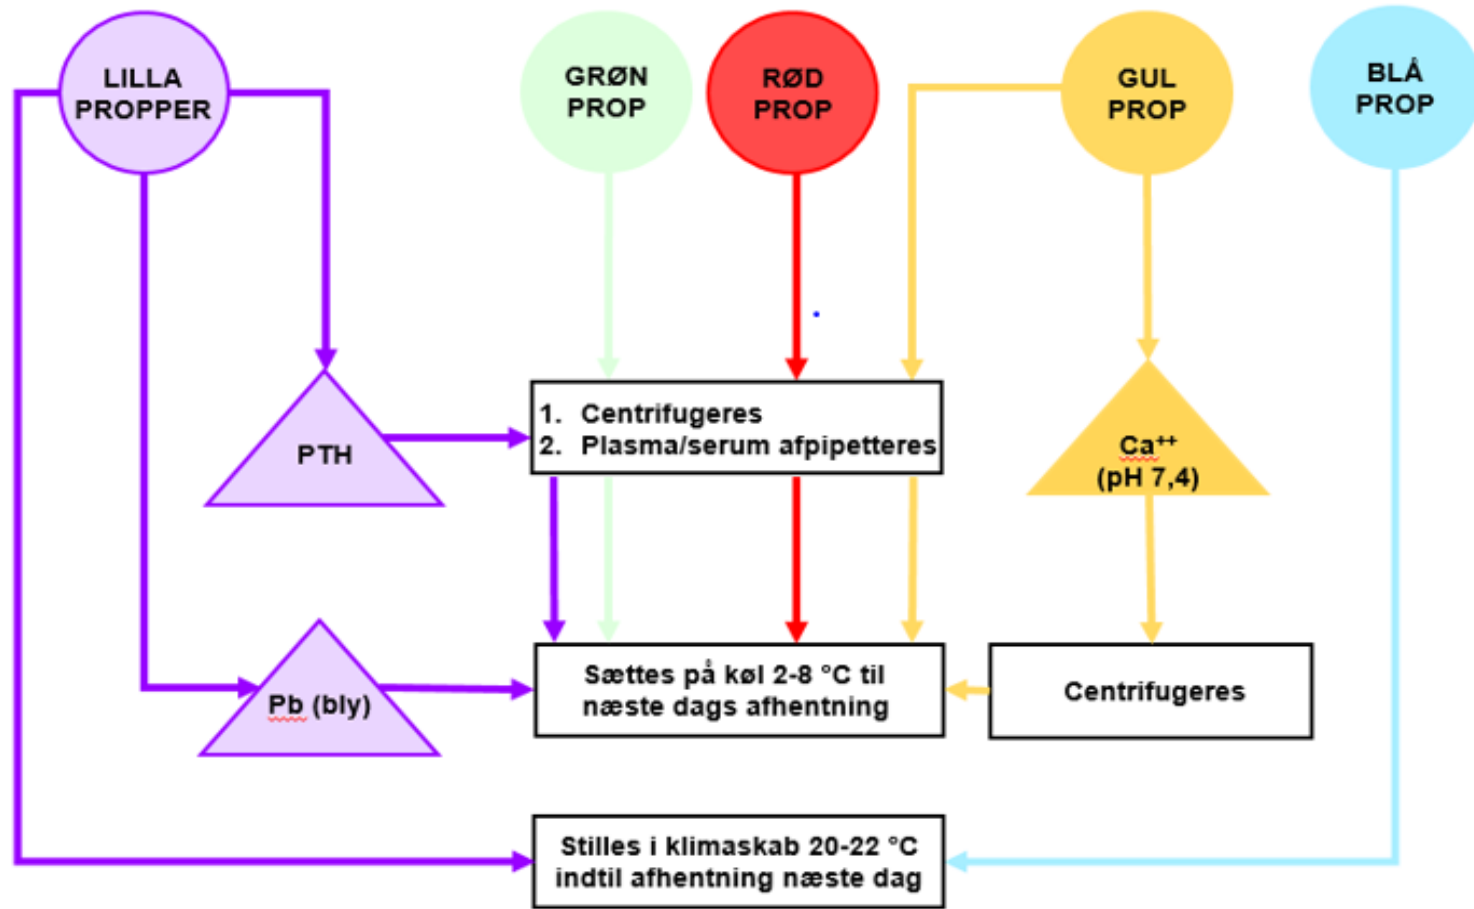 LILLA
PROPPER
GRØN
PROP
RØD
PROP
GUL
PROP
BLÅ
PROP
1. Centrifugeres
2. Plasma/serum afpipetteres
PTH
Ca⁺⁺
(pH 7,4)
Pb (bly)
Sættes på køl 2-8 °C til
næste dags afhentning
Centrifugeres
Stilles i klimaskab 20-22 °C
indtil afhentning næste dag